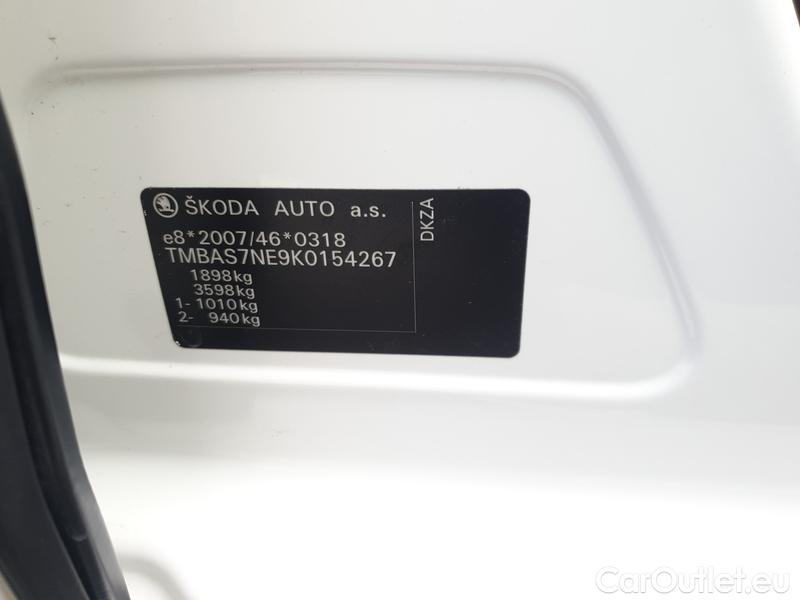 ŠKODA AUTO a.s.
e8*2007/46*0318
TMBAS7NE9K0154267
1898kg
3598kg
1- 1010kg
2- 940kg
DKZA
CarOutlet.eu